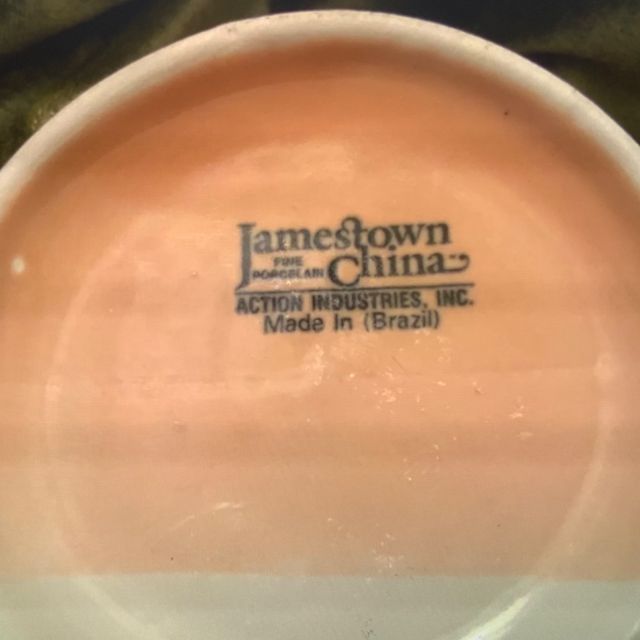 Jamestown
FINE
PORCELAIN China
ACTION INDUSTRIES, INC.
Made In (Brazil)